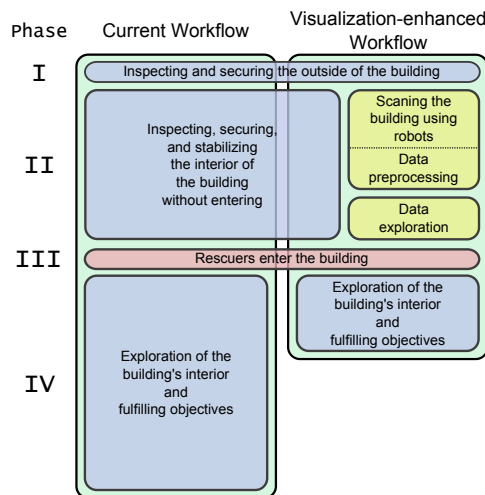 Phase
Current Workflow
Visualization-enhanced
Workflow
I
Inspecting and securing the outside of the building
II
Inspecting, securing,
and stabilizing
the interior of
the building
without entering
Scaning the
building using
robots
Data
preprocessing
Data
exploration
III
Rescuers enter the building
IV
Exploration of the
building's interior
and
fulfilling objectives
Exploration of the
building's interior
and
fulfilling objectives